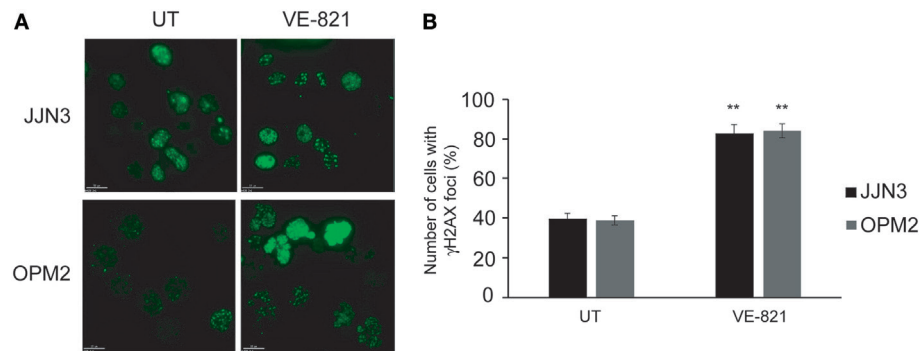 A
UT
VE-821
JJN3
OPM2
B
Number of cells with
γH2AX foci (%)
100
80
60
40
20
0
**
**
UT
VE-821
JJN3
OPM2